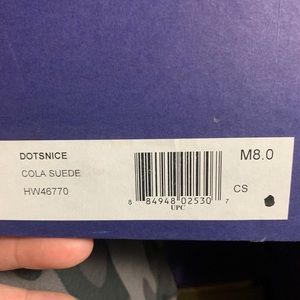 DOTSNICE M8.0
COLA SUEDE
HW46770 CS
8 84948 02530 7
UPC